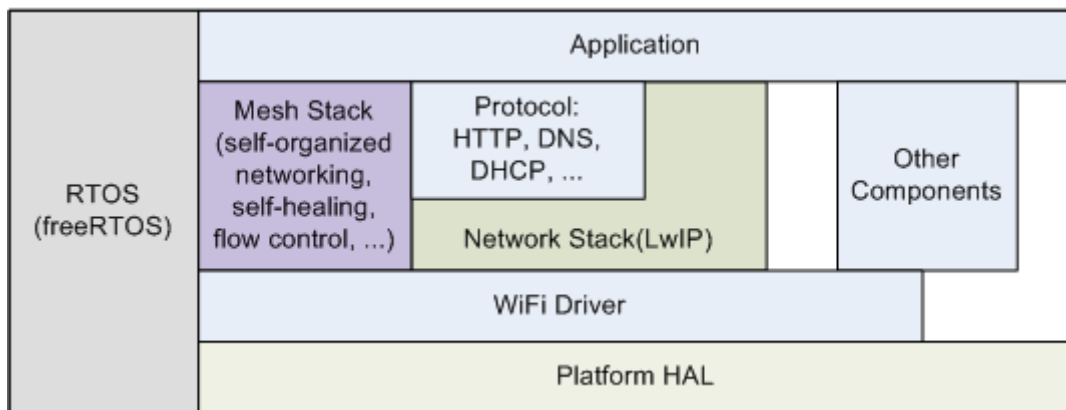 Application
RTOS
(freeRTOS)
Mesh Stack
(self-organized
networking,
self-healing,
flow control, ...)
Protocol:
HTTP, DNS,
DHCP, ...
Network Stack(LwIP)
Other
Components
WiFi Driver
Platform HAL